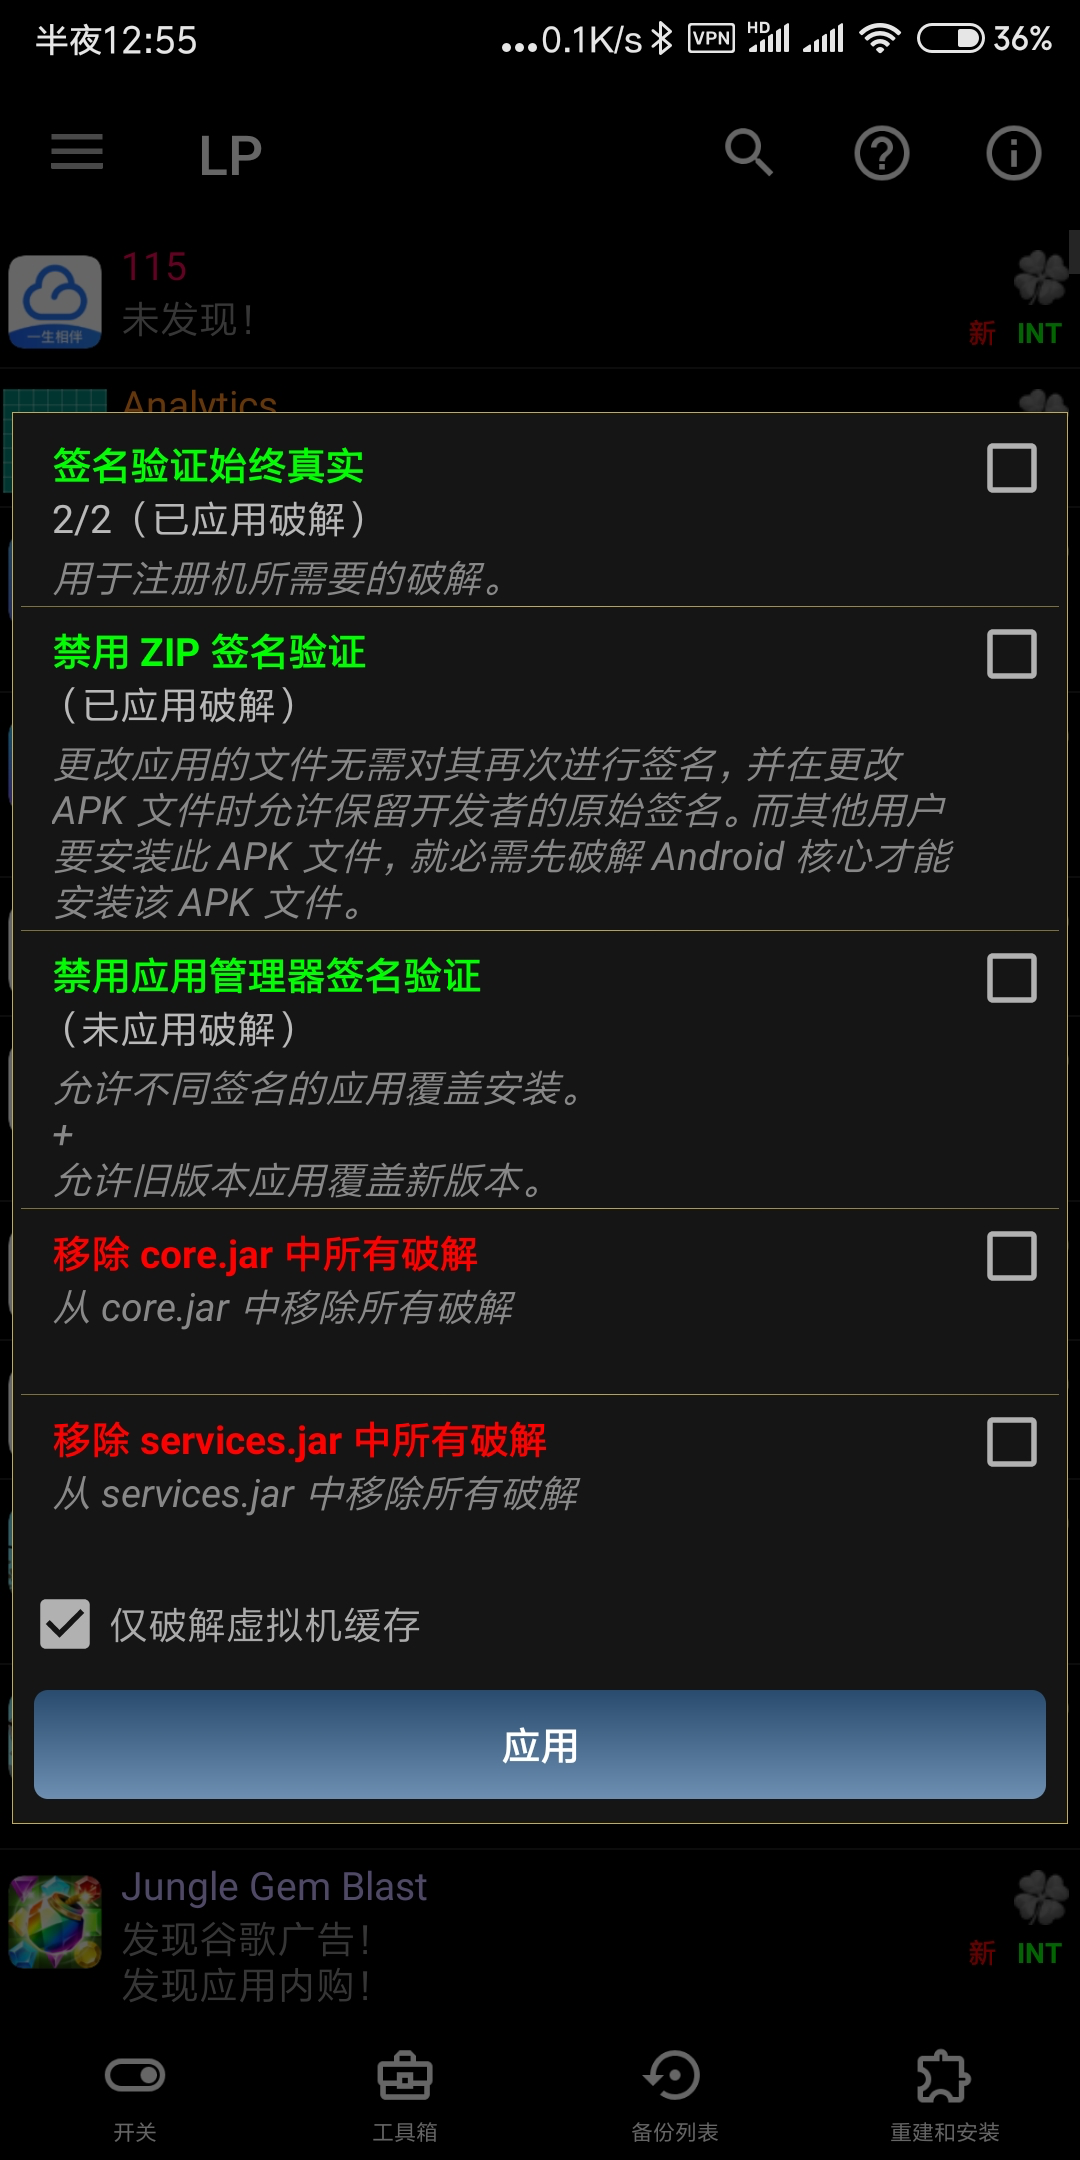 半夜12:55
...0.1K/s
VPN
HD
36%
LP
115
未发现！
一生相伴
新 INT
Analytics
签名验证始终真实
2/2（已应用破解）
用于注册机所需要的破解。
禁用 ZIP 签名验证
（已应用破解）
更改应用的文件无需对其再次进行签名，并在更改
APK 文件时允许保留开发者的原始签名。而其他用户
要安装此 APK 文件，就必需先破解 Android 核心才能
安装该 APK 文件。
禁用应用管理器签名验证
（未应用破解）
允许不同签名的应用覆盖安装。
+
允许旧版本应用覆盖新版本。
移除 core.jar 中所有破解
从 core.jar 中移除所有破解
移除 services.jar 中所有破解
从 services.jar 中移除所有破解
仅破解虚拟机缓存
应用
Jungle Gem Blast
发现谷歌广告！
发现应用内购！
新 INT
开关
工具箱
备份列表
重建和安装